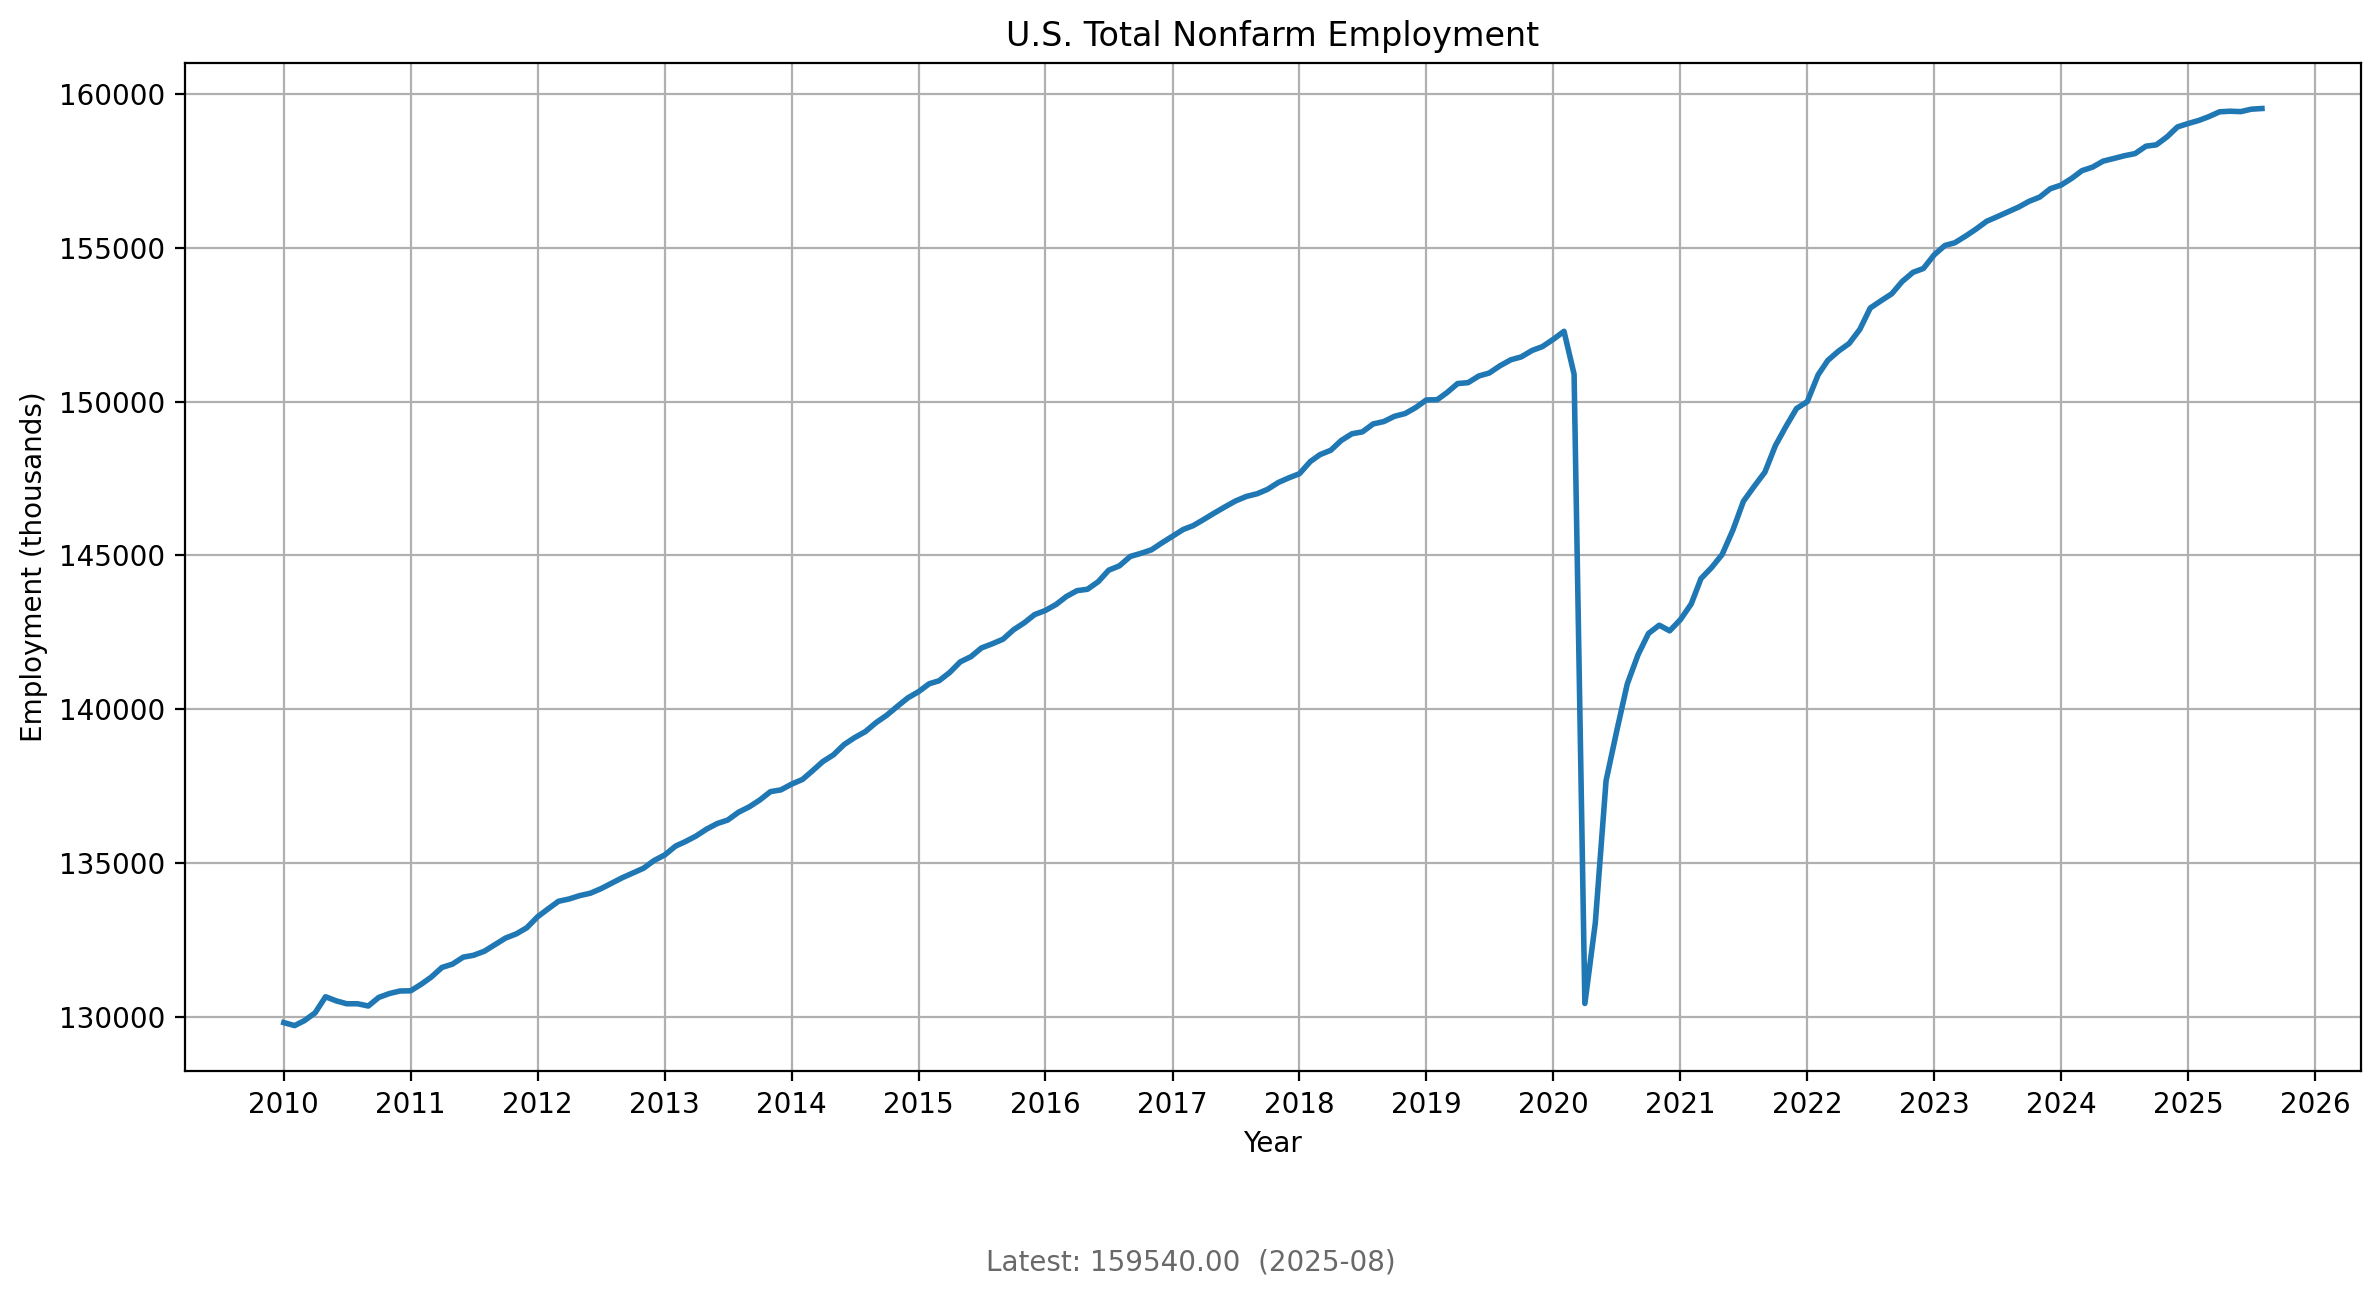 U.S. Total Nonfarm Employment
160000
155000
150000
145000
140000
135000
130000
Employment (thousands)
2010 2011 2012 2013 2014 2015 2016 2017 2018 2019 2020 2021 2022 2023 2024 2025 2026
Year
Latest: 159540.00  (2025-08)